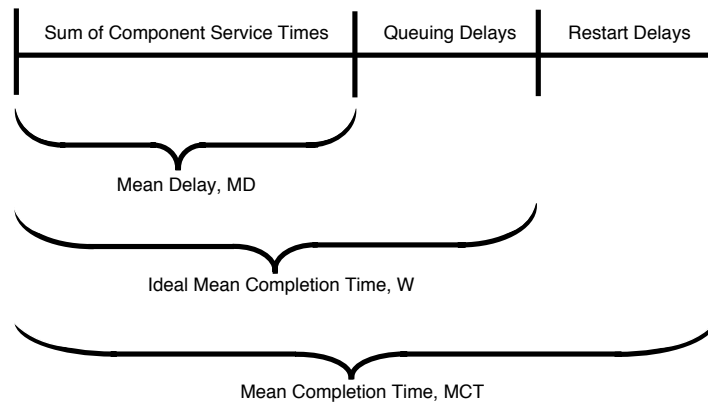 Sum of Component Service Times
Queuing Delays
Restart Delays
Mean Delay, MD
Ideal Mean Completion Time, W
Mean Completion Time, MCT